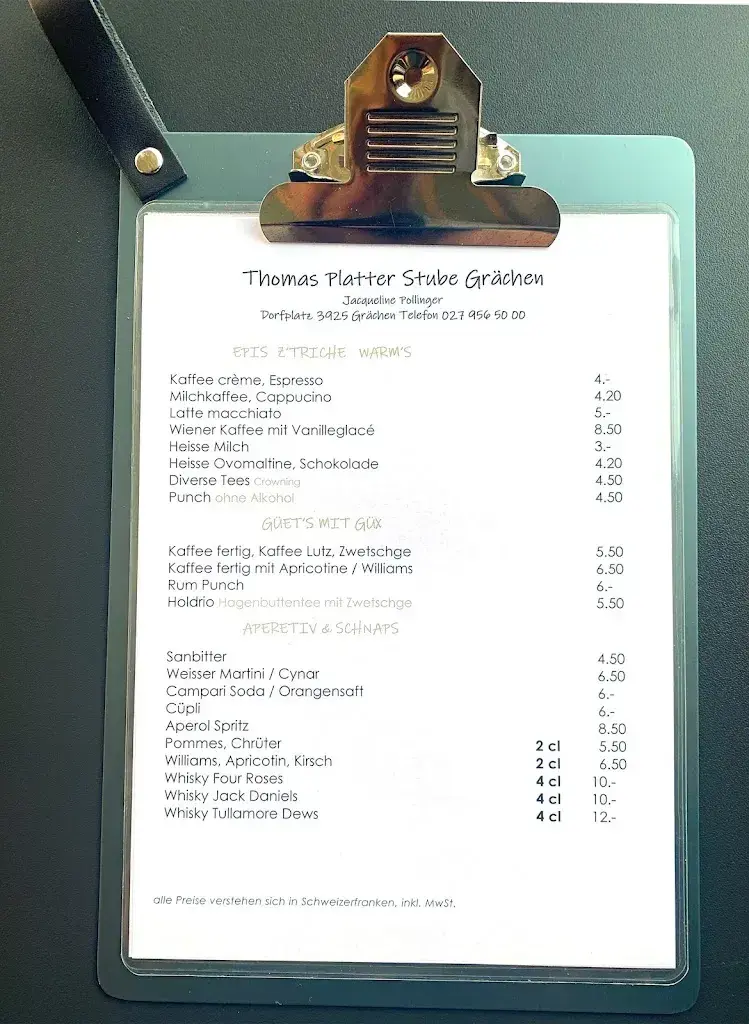 Thomas Platter Stube Grächen
Jacqueline Pollinger
Dorfplatz 3925 Grächen Telefon 027 956 50 00
EPIS Z'TRICHE WARM'S
Kaffee crème, Espresso 4.-
Milchkaffee, Cappucino 4.20
Latte macchiato 5.-
Wiener Kaffee mit Vanilleglacé 8.50
Heisse Milch 3.-
Heisse Ovomaltine, Schokolade 4.20
Diverse Tees Crowning 4.50
Punch ohne Alkohol 4.50
GÜET'S MIT GÜX
Kaffee fertig, Kaffee Lutz, Zwetschge 5.50
Kaffee fertig mit Apricotine / Williams 6.50
Rum Punch 6.-
Holdrio Hagenbuttentee mit Zwetschge 5.50
APERETIV & SCHNAPS
Sanbitter 4.50
Weisser Martini / Cynar 6.50
Campari Soda / Orangensaft 6.-
Cüpli 6.-
Aperol Spritz 8.50
Pommes, Chrüter 2 cl 5.50
Williams, Apricotin, Kirsch 2 cl 6.50
Whisky Four Roses 4 cl 10.-
Whisky Jack Daniels 4 cl 10.-
Whisky Tullamore Dews 4 cl 12.-
alle Preise verstehen sich in Schweizerfranken, inkl. MwSt.